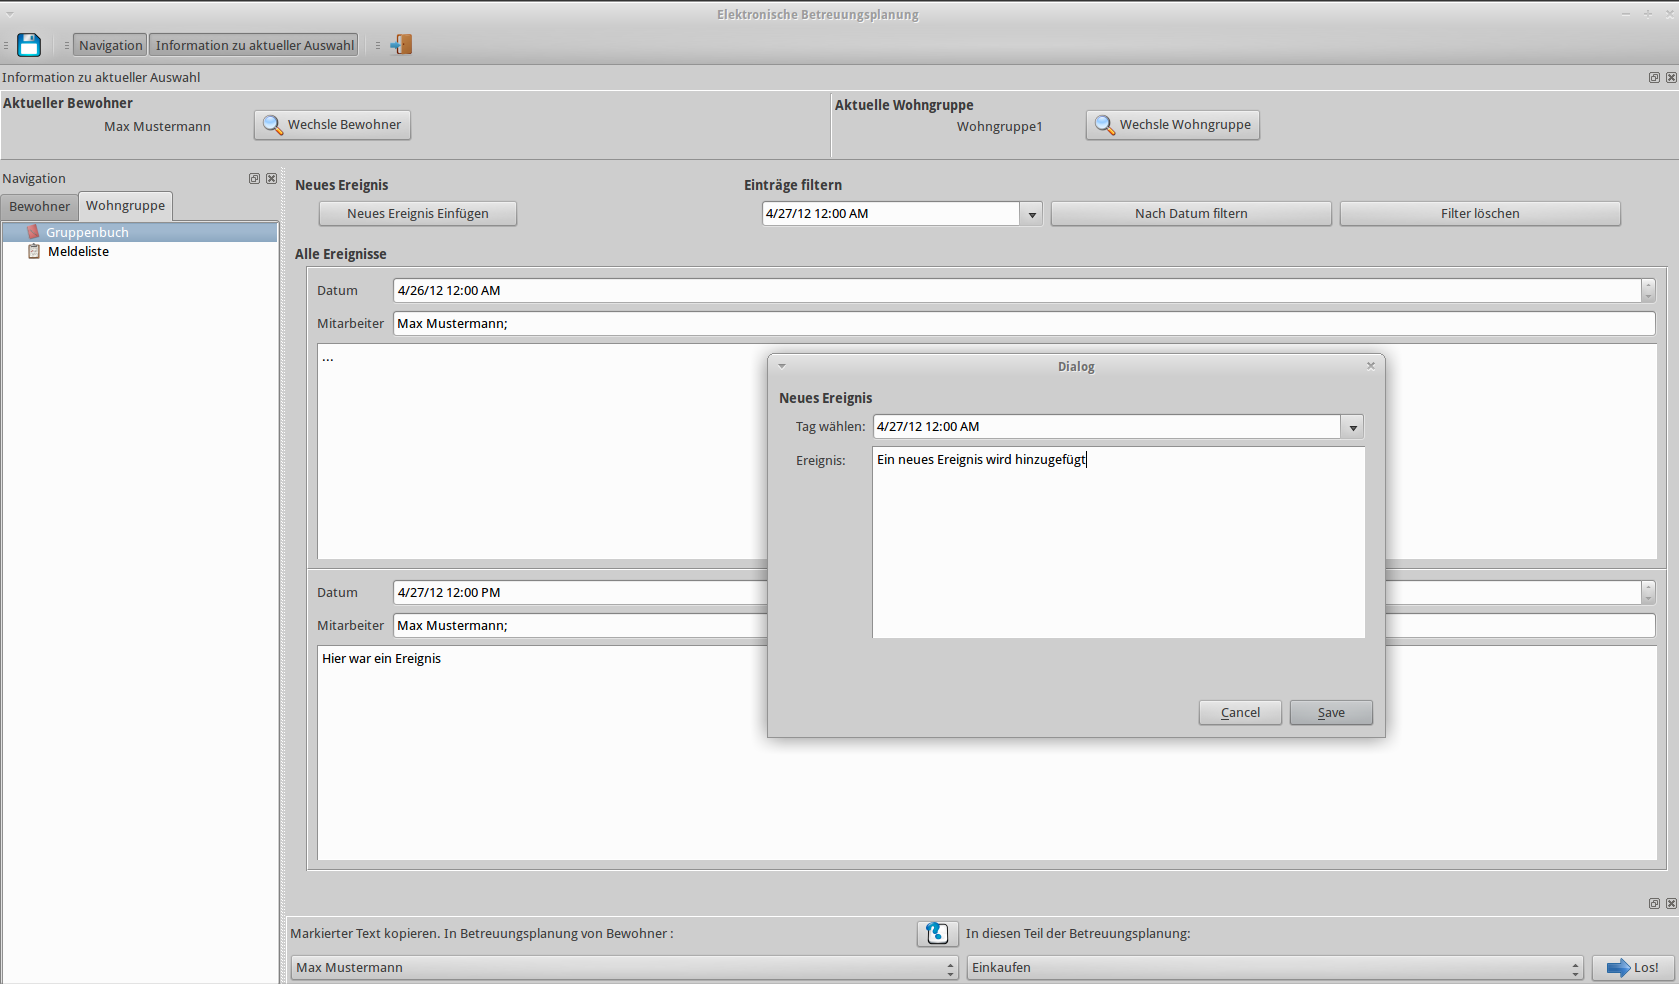 Elektronische Betreuungsplanung
Navigation Information zu aktueller Auswahl
Information zu aktueller Auswahl
Aktueller Bewohner
Max Mustermann Wechsle Bewohner
Aktuelle Wohngruppe
Wohngruppe1 Wechsle Wohngruppe
Navigation
Bewohner Wohngruppe
Gruppenbuch
Meldeliste
Neues Ereignis
Neues Ereignis Einfügen
Einträge filtern
4/27/12 12:00 AM Nach Datum filtern Filter löschen
Alle Ereignisse
Datum 4/26/12 12:00 AM
Mitarbeiter Max Mustermann;
...
Datum 4/27/12 12:00 PM
Mitarbeiter Max Mustermann;
Hier war ein Ereignis
Dialog
Neues Ereignis
Tag wählen: 4/27/12 12:00 AM
Ereignis: Ein neues Ereignis wird hinzugefügt
Cancel Save
Markierter Text kopieren. In Betreuungsplanung von Bewohner : ? In diesen Teil der Betreuungsplanung:
Max Mustermann Einkaufen Los!